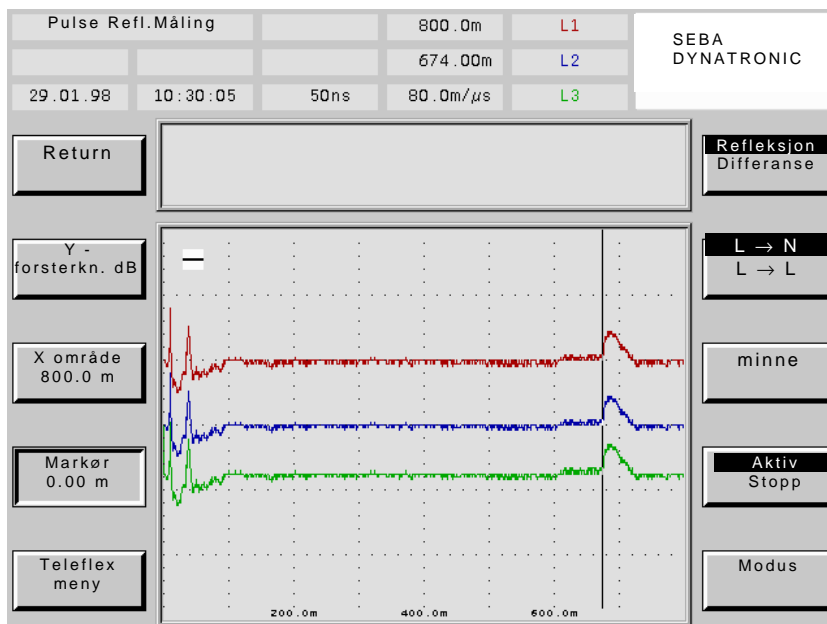 Pulse Refl.Måling
800.0m
L1
SEBA
DYNATRONIC
674.00m
L2
29.01.98
10:30:05
50ns
80.0m/µs
L3
Return
Refleksjon
Differanse
Y -
forsterkn. dB
L → N
L → L
X område
800.0 m
minne
Markør
0.00 m
Aktiv
Stopp
Teleflex
meny
Modus
200.0m
400.0m
600.0m